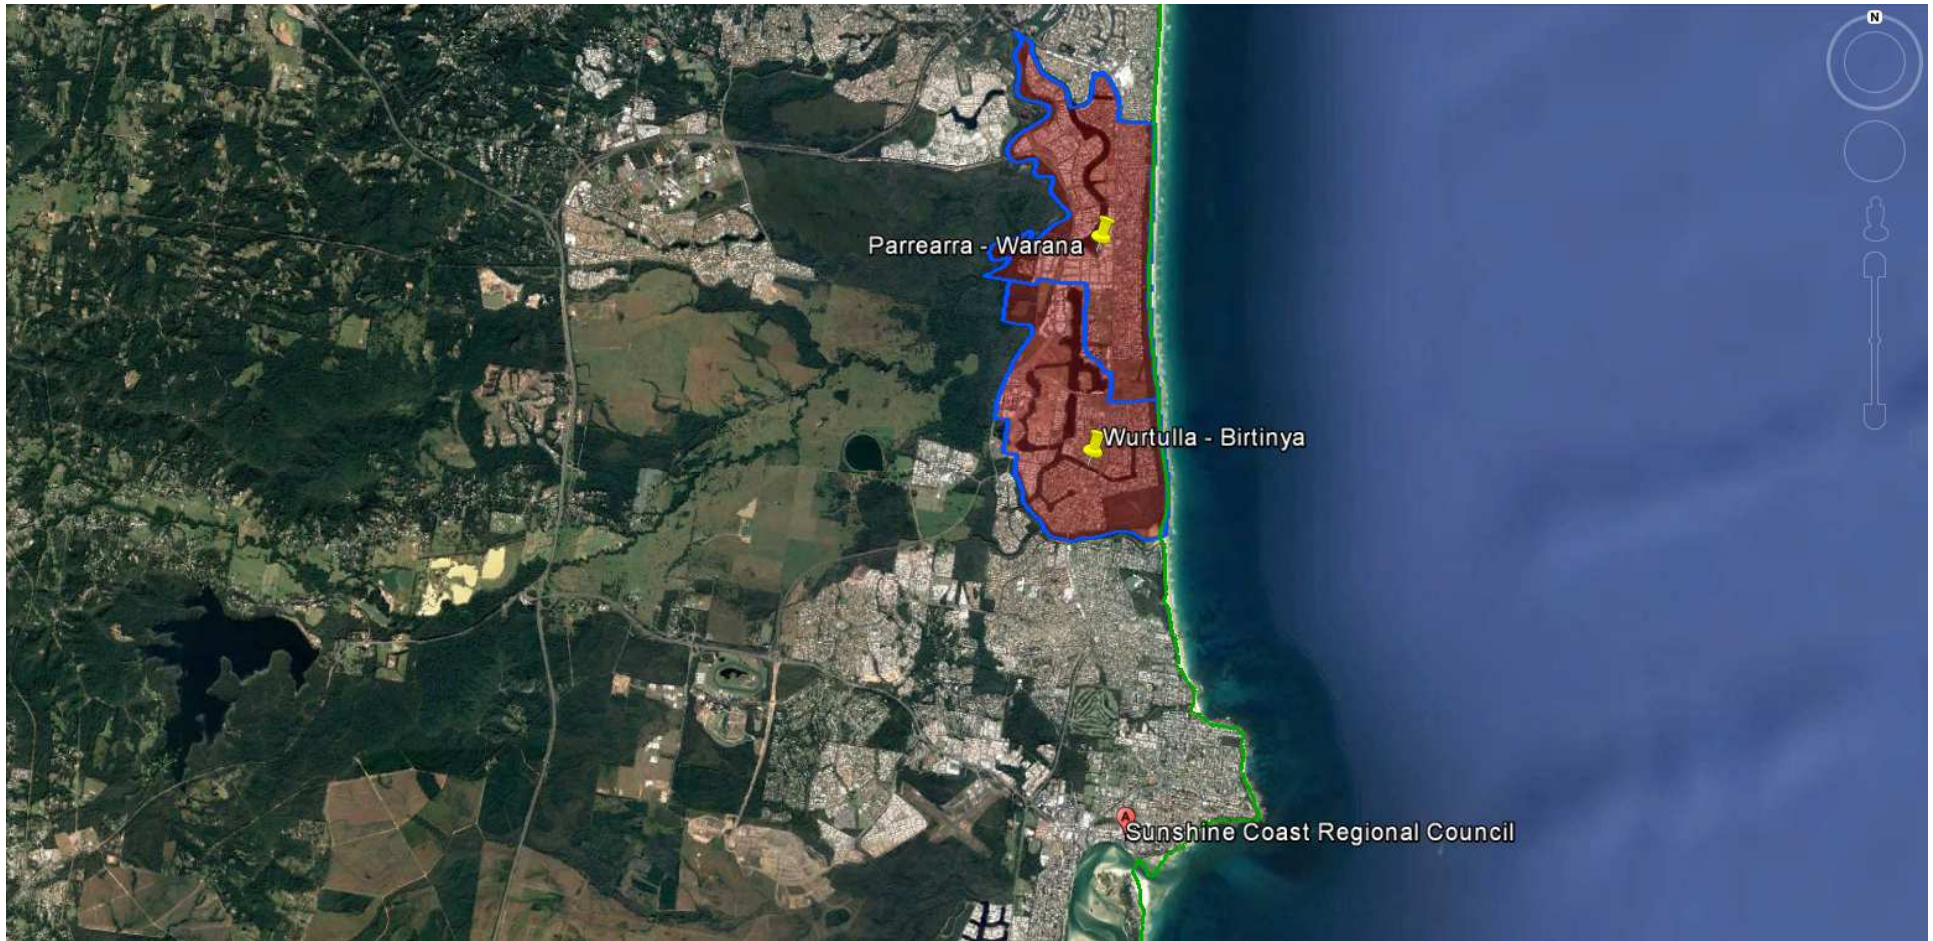 N
Parrearra - Warana
Wurtulla - Birtinya
A
Sunshine Coast Regional Council